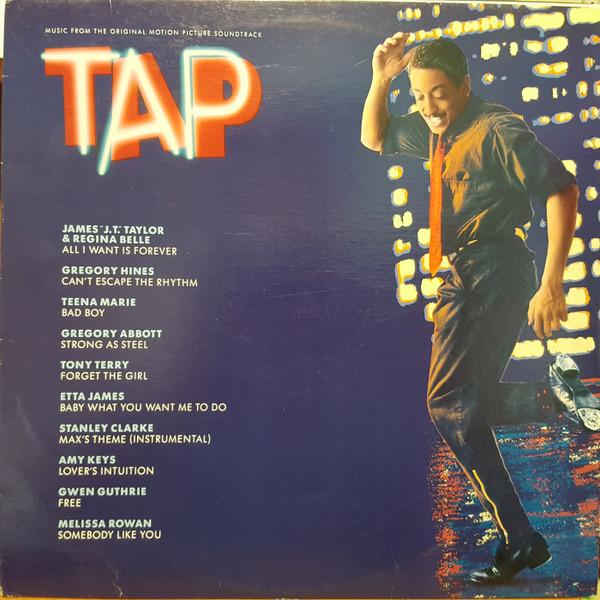 MUSIC FROM THE ORIGINAL MOTION PICTURE SOUNDTRACK
TAP
JAMES "J.T." TAYLOR
& REGINA BELLE
ALL I WANT IS FOREVER
GREGORY HINES
CAN'T ESCAPE THE RHYTHM
TEENA MARIE
BAD BOY
GREGORY ABBOTT
STRONG AS STEEL
TONY TERRY
FORGET THE GIRL
ETTA JAMES
BABY WHAT YOU WANT ME TO DO
STANLEY CLARKE
MAX'S THEME (INSTRUMENTAL)
AMY KEYS
LOVER'S INTUITION
GWEN GUTHRIE
FREE
MELISSA ROWAN
SOMEBODY LIKE YOU